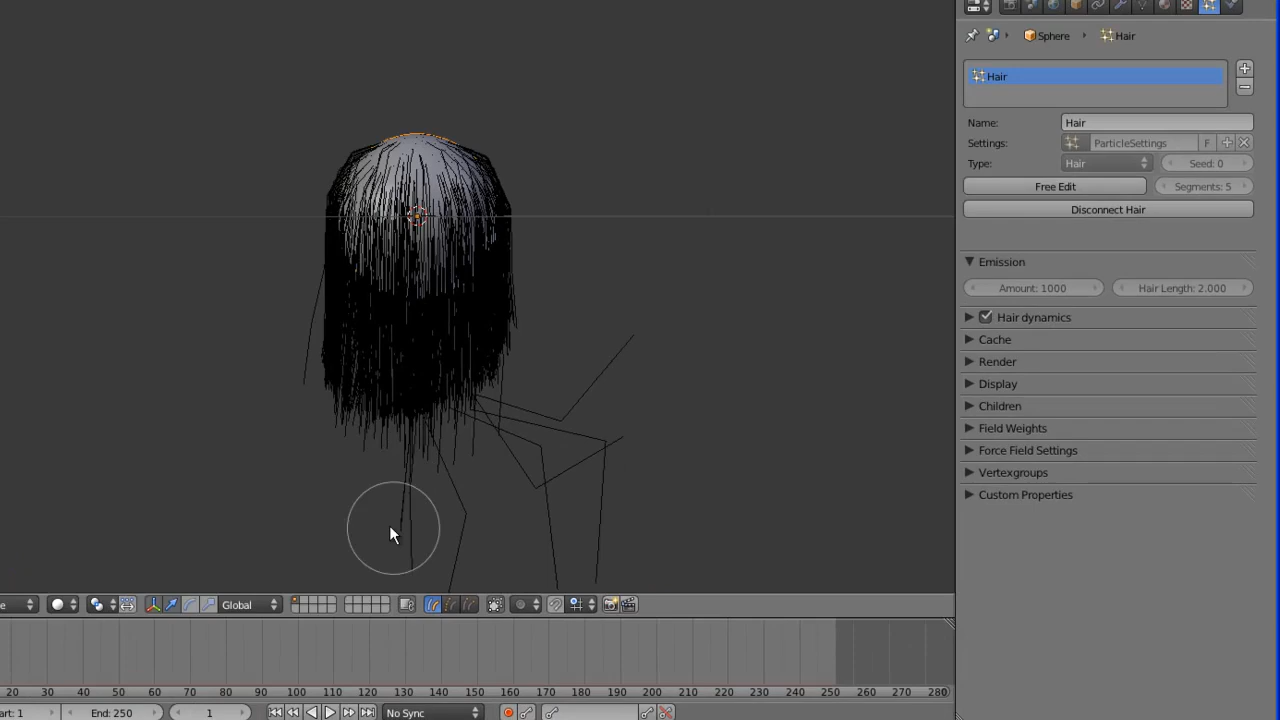 Sphere Hair
Hair
Name: Hair
Settings: ParticleSettings F
Type: Hair Seed: 0
Free Edit Segments: 5
Disconnect Hair
Emission
Amount: 1000 Hair Length: 2.000
Hair dynamics
Cache
Render
Display
Children
Field Weights
Force Field Settings
Vertexgroups
Custom Properties
e Global
20 30 40 50 60 70 80 90 100 110 120 130 140 150 160 170 180 190 200 210 220 230 240 250 260 270 280
art: 1 End: 250 1 No Sync